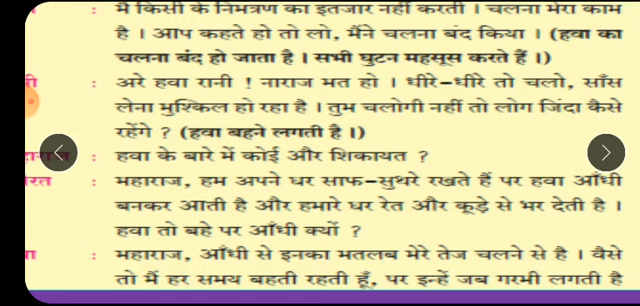 मैं किसी के निमंत्रण का इंतजार नहीं करती । चलना मेरा काम
है । आप कहते हो तो लो, मैंने चलना बंद किया । (हवा का
चलना बंद हो जाता है । सभी घुटन महसूस करते हैं ।)
: अरे हवा रानी ! नाराज मत हो । धीरे-धीरे तो चलो, साँस
लेना मुश्किल हो रहा है । तुम चलोगी नहीं तो लोग जिंदा कैसे
रहेंगे ? (हवा बहने लगती है ।)
: हवा के बारे में कोई और शिकायत ?
: महाराज, हम अपने घर साफ-सुथरे रखते हैं पर हवा आँधी
बनकर आती है और हमारे घर रेत और कूड़े से भर देती है ।
हवा तो बहे पर आँधी क्यों ?
: महाराज, आँधी से इनका मतलब मेरे तेज चलने से है । वैसे
तो मैं हर समय बहती रहती हूँ, पर इन्हें जब गरमी लगती है